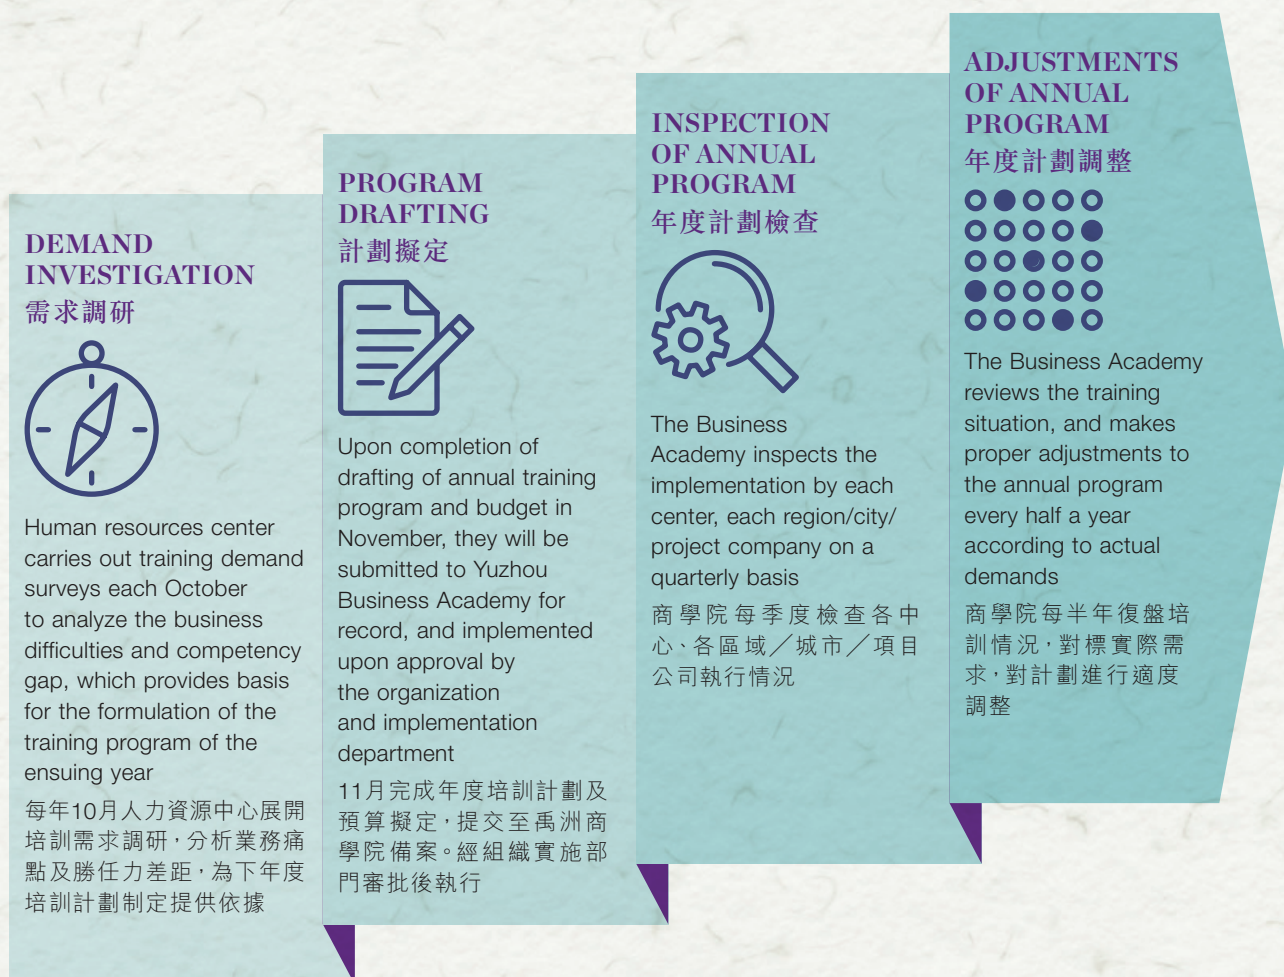 DEMAND
INVESTIGATION
需求調研
Human resources center
carries out training demand
surveys each October
to analyze the business
difficulties and competency
gap, which provides basis
for the formulation of the
training program of the
ensuing year
每年10月人力資源中心展開
培訓需求調研，分析業務痛
點及勝任力差距，為下年度
培訓計劃制定提供依據
PROGRAM
DRAFTING
計劃擬定
Upon completion of
drafting of annual training
program and budget in
November, they will be
submitted to Yuzhou
Business Academy for
record, and implemented
upon approval by
the organization
and implementation
department
11月完成年度培訓計劃及
預算擬定，提交至禹洲商
學院備案。經組織實施部
門審批後執行
INSPECTION
OF ANNUAL
PROGRAM
年度計劃檢查
The Business
Academy inspects the
implementation by each
center, each region/city/
project company on a
quarterly basis
商學院每季度檢查各中
心、各區域／城市／項目
公司執行情況
ADJUSTMENTS
OF ANNUAL
PROGRAM
年度計劃調整
The Business Academy
reviews the training
situation, and makes
proper adjustments to
the annual program
every half a year
according to actual
demands
商學院每半年復盤培
訓情況，對標實際需
求，對計劃進行適度
調整